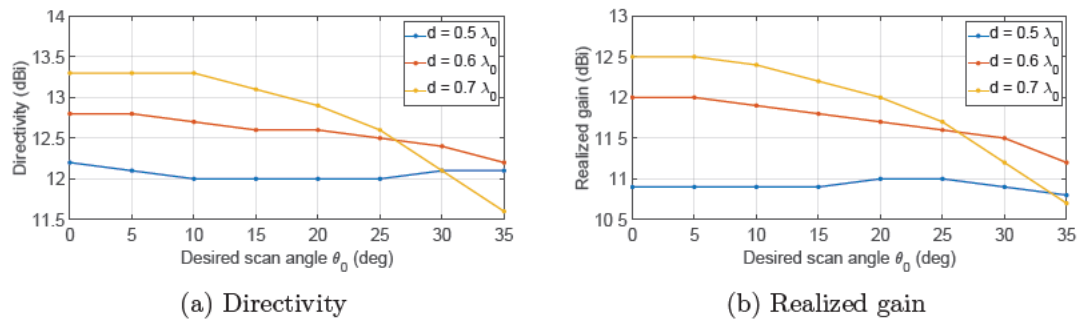 14
13.5
13
12.5
12
11.5
Directivity (dBi)
0 5 10 15 20 25 30 35
Desired scan angle θ₀ (deg)
d = 0.5 λ₀
d = 0.6 λ₀
d = 0.7 λ₀
(a) Directivity
13
12.5
12
11.5
11
10 5
Realized gain (dBi)
0 5 10 15 20 25 30 35
Desired scan angle θ₀ (deg)
d = 0.5 λ₀
d = 0.6 λ₀
d = 0.7 λ₀
(b) Realized gain